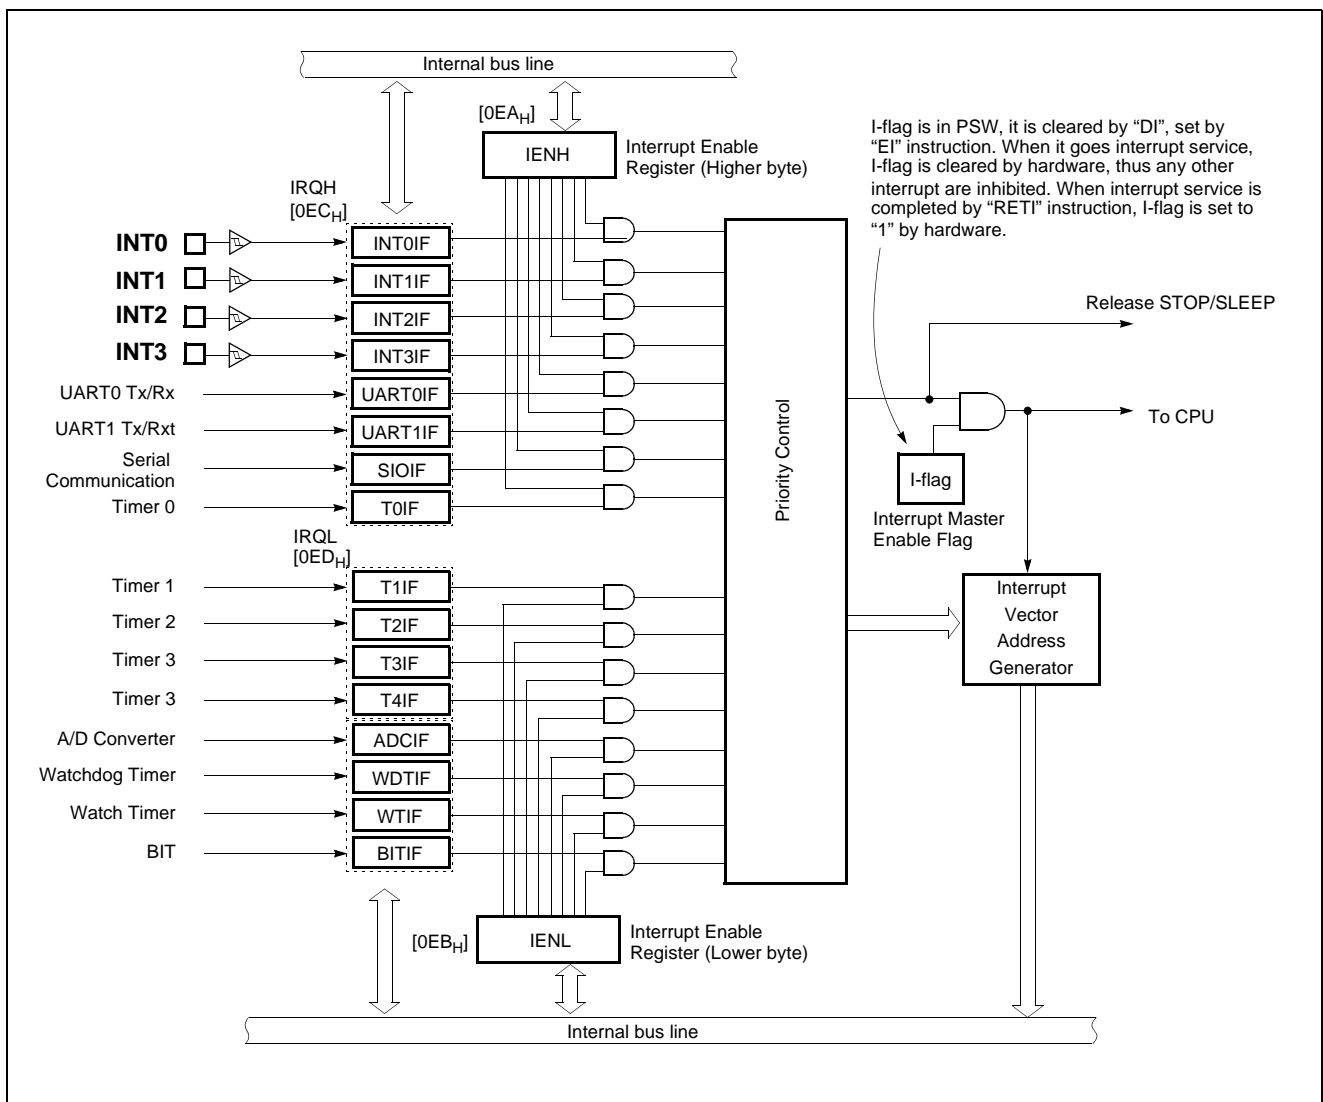 Internal bus line
[0EAH]
IENH
Interrupt Enable
Register (Higher byte)
I-flag is in PSW, it is cleared by “DI”, set by
“EI” instruction. When it goes interrupt service,
I-flag is cleared by hardware, thus any other
interrupt are inhibited. When interrupt service is
completed by “RETI” instruction, I-flag is set to
“1” by hardware.
IRQH
[0ECH]
INT0
INT0IF
INT1
INT1IF
INT2
INT2IF
INT3
INT3IF
UART0 Tx/Rx
UART0IF
UART1 Tx/Rxt
UART1IF
Serial
Communication
SIOIF
Timer 0
T0IF
Priority Control
Release STOP/SLEEP
To CPU
I-flag
Interrupt Master
Enable Flag
IRQL
[0EDH]
Timer 1
T1IF
Timer 2
T2IF
Timer 3
T3IF
Timer 3
T4IF
A/D Converter
ADCIF
Watchdog Timer
WDTIF
Watch Timer
WTIF
BIT
BITIF
Interrupt
Vector
Address
Generator
[0EBH]
IENL
Interrupt Enable
Register (Lower byte)
Internal bus line